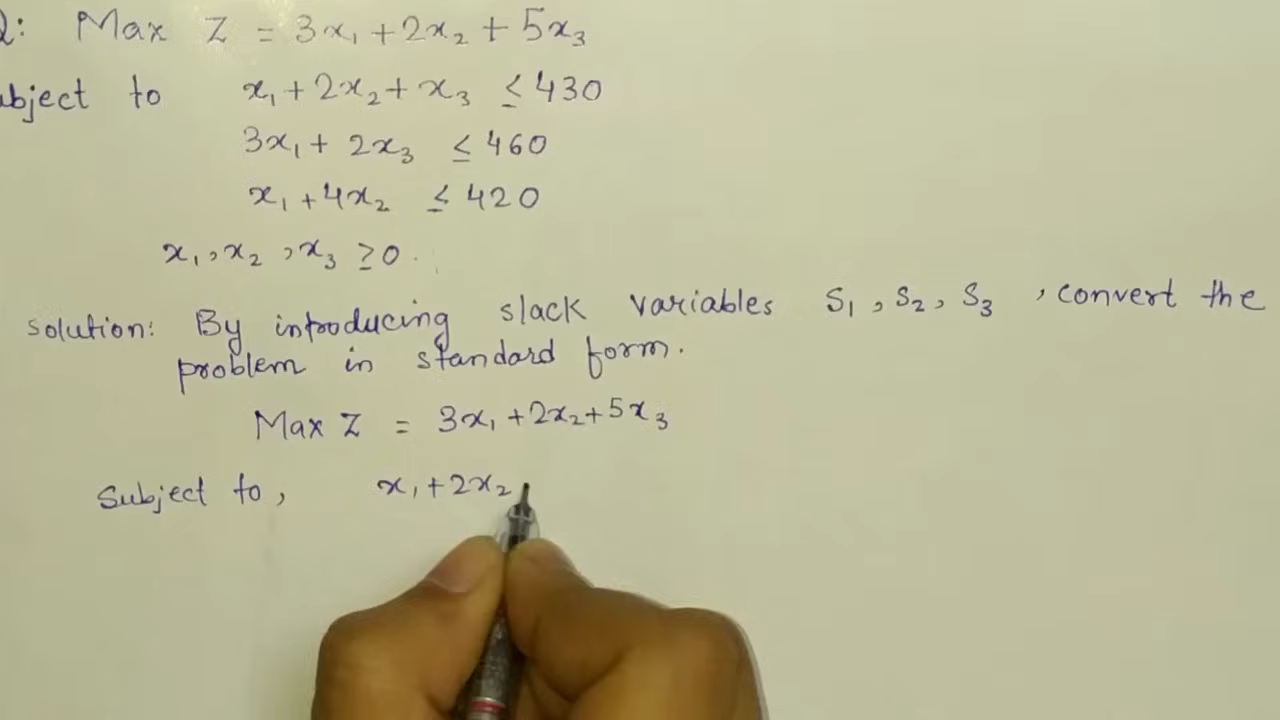 : Max Z = 3x₁ + 2x₂ + 5x₃
bject to x₁ + 2x₂ + x₃ ≤ 430
3x₁ + 2x₃ ≤ 460
x₁ + 4x₂ ≤ 420
x₁, x₂, x₃ ≥ 0.
Solution: By introducing slack variables S₁, S₂, S₃, convert the
problem in standard form.
Max Z = 3x₁ + 2x₂ + 5x₃
Subject to, x₁ + 2x₂